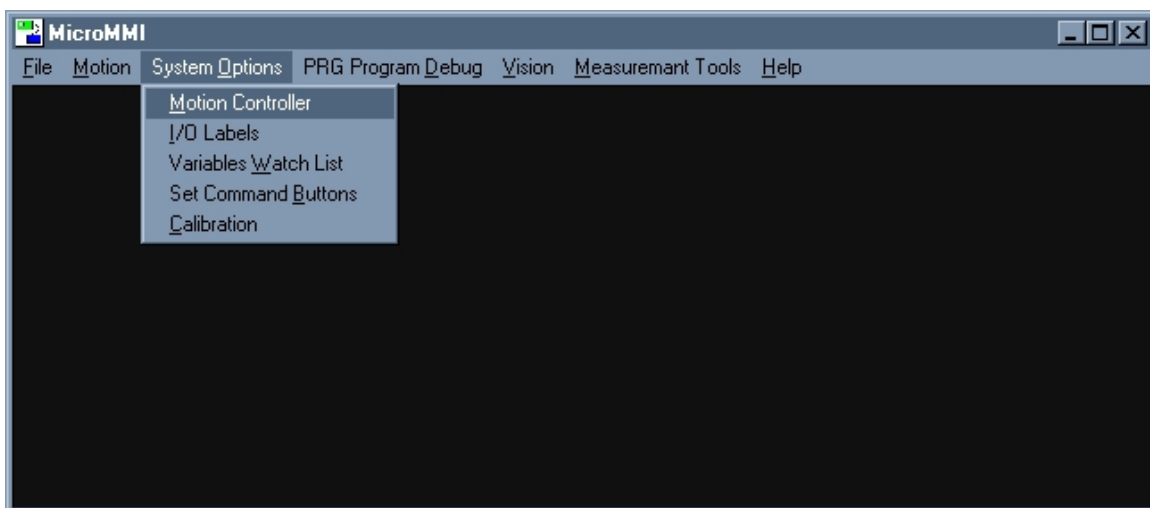 MicroMMI
File Motion System Options PRG Program Debug Vision Measuremant Tools Help
Motion Controller
I/O Labels
Variables Watch List
Set Command Buttons
Calibration